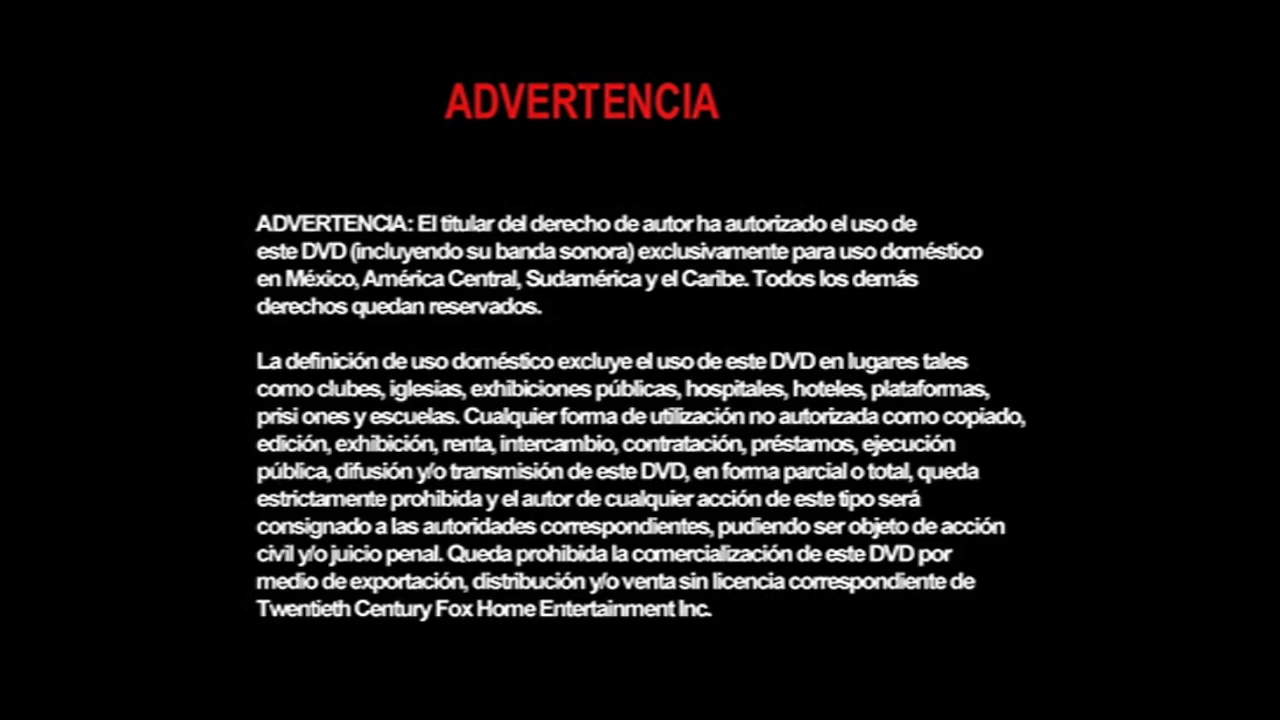 ADVERTENCIA
ADVERTENCIA: El titular del derecho de autor ha autorizado el uso de
este DVD (incluyendo su banda sonora) exclusivamente para uso doméstico
en México, América Central, Sudamérica y el Caribe. Todos los demás
derechos quedan reservados.
La definición de uso doméstico excluye el uso de este DVD en lugares tales
como clubes, iglesias, exhibiciones públicas, hospitales, hoteles, plataformas,
prisi ones y escuelas. Cualquier forma de utilización no autorizada como copiado,
edición, exhibición, renta, intercambio, contratación, préstamos, ejecución
pública, difusión y/o transmisión de este DVD, en forma parcial o total, queda
estrictamente prohibida y el autor de cualquier acción de este tipo será
consignado a las autoridades correspondientes, pudiendo ser objeto de acción
civil y/o juicio penal. Queda prohibida la comercialización de este DVD por
medio de exportación, distribución y/o venta sin licencia correspondiente de
Twentieth Century Fox Home Entertainment Inc.